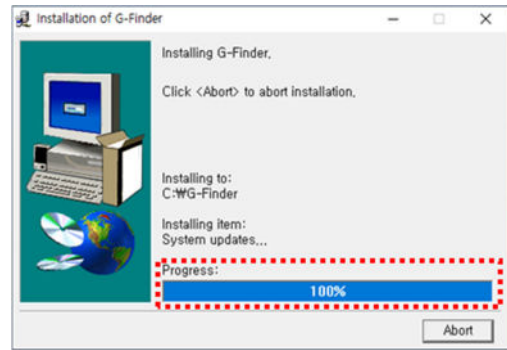 Installation of G-Finder
Installing G-Finder,
Click <Abort> to abort installation,
Installing to:
C:₩G-Finder
Installing item:
System updates,,,
Progress:
100%
Abort